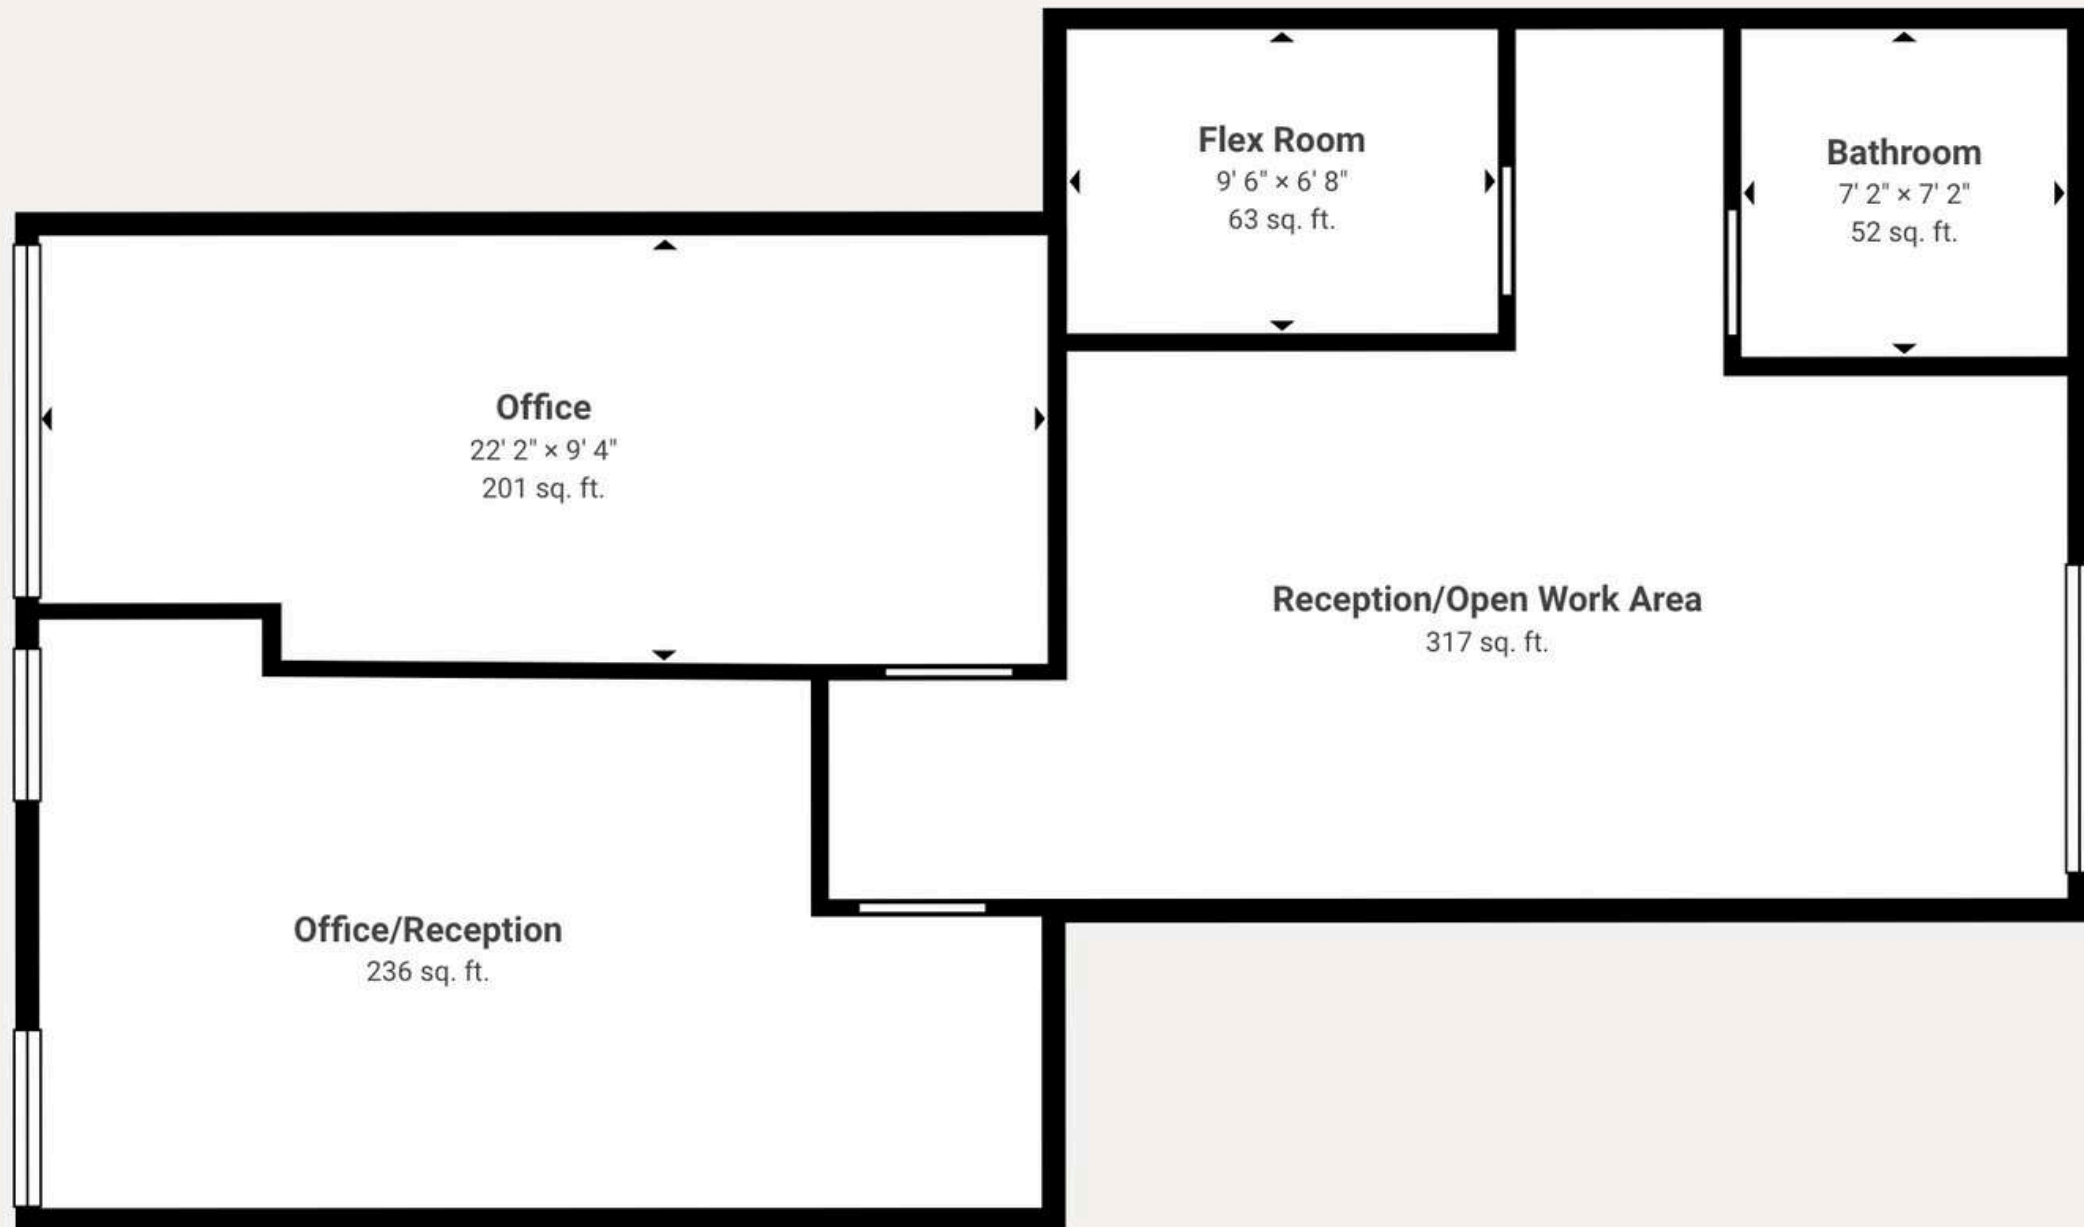 Flex Room
9' 6" × 6' 8"
63 sq. ft.
Bathroom
7' 2" × 7' 2"
52 sq. ft.
Office
22' 2" × 9' 4"
201 sq. ft.
Reception/Open Work Area
317 sq. ft.
Office/Reception
236 sq. ft.